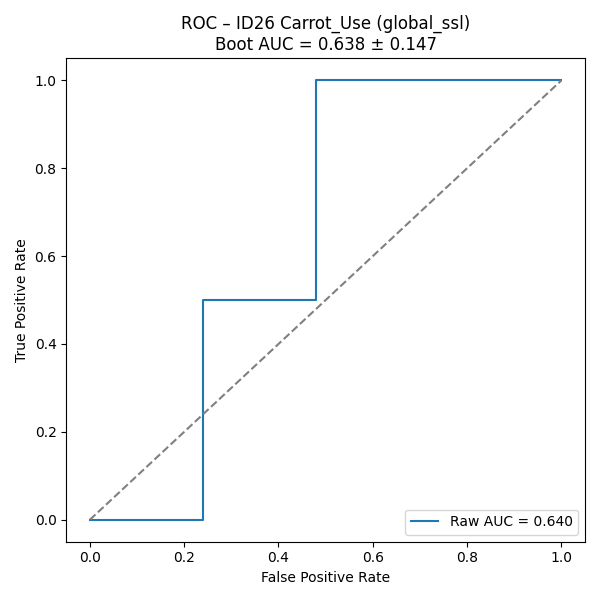 ROC – ID26 Carrot_Use (global_ssl)
Boot AUC = 0.638 ± 0.147
True Positive Rate
1.0
0.8
0.6
0.4
0.2
0.0
Raw AUC = 0.640
0.0 0.2 0.4 0.6 0.8 1.0
False Positive Rate